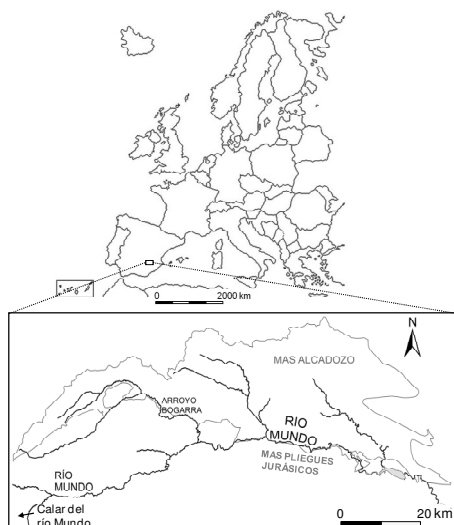 0 2000 km
N
MAS ALCADOZO
ARROYO
BOGARRA
RIO
MUNDO
MAS PLIEGUES
JURÁSICOS
RÍO
MUNDO
Calar del
río Mundo
0 20 km